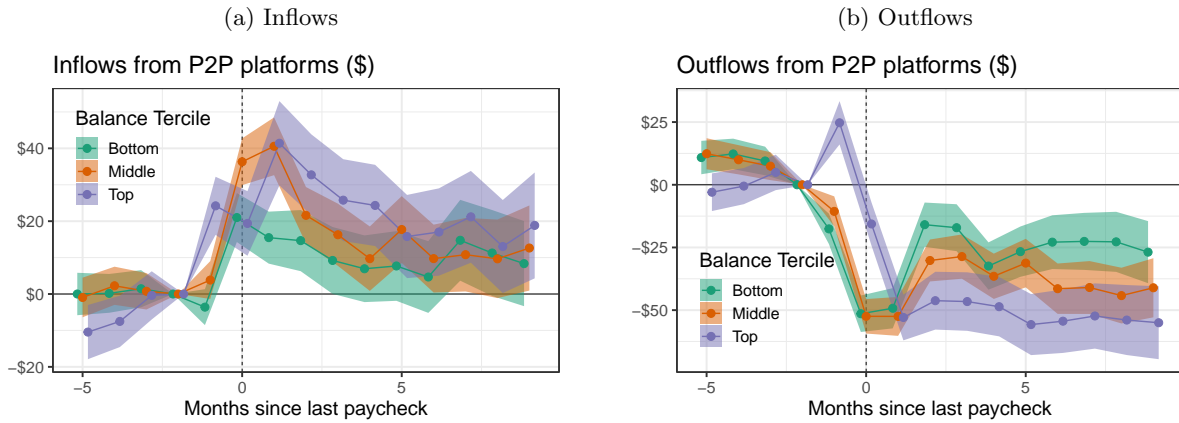 (a) Inflows
Inflows from P2P platforms ($)
Balance Tercile
Bottom
Middle
Top
$40
$20
$0
−$20
−5
0
5
Months since last paycheck
(b) Outflows
Outflows from P2P platforms ($)
$25
$0
−$25
−$50
Balance Tercile
Bottom
Middle
Top
−5
0
5
Months since last paycheck